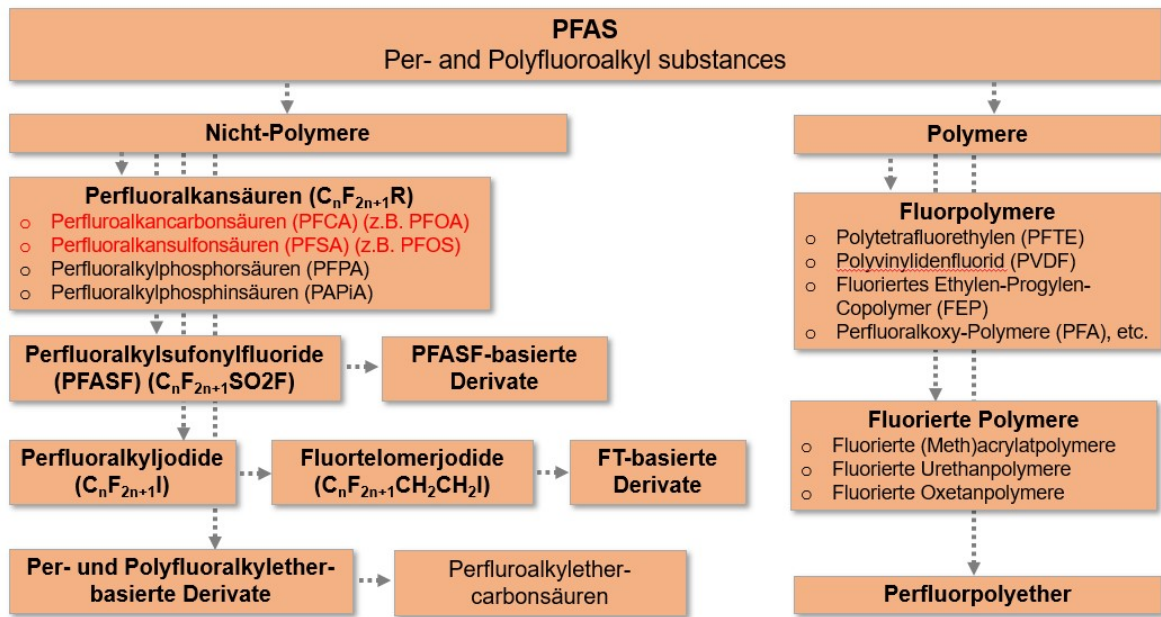 PFAS
Per- and Polyfluoroalkyl substances
Nicht-Polymere
Perfluoralkansäuren (CnF2n+1R)
o Perfluroalkancarbonsäuren (PFCA) (z.B. PFOA)
o Perfluoralkansulfonsäuren (PFSA) (z.B. PFOS)
o Perfluoralkylphosphorsäuren (PFPA)
o Perfluoralkylphosphinsäuren (PAPiA)
Perfluoralkylsufonylfluoride
(PFASF) (CnF2n+1SO2F)
PFASF-basierte
Derivate
Perfluoralkyljodide
(CnF2n+1I)
Fluortelomerjodide
(CnF2n+1CH2CH2I)
FT-basierte
Derivate
Per- und Polyfluoralkylether-
basierte Derivate
Perfluroalkylether-
carbonsäuren
Polymere
Fluorpolymere
o Polytetrafluorethylen (PFTE)
o Polyvinylidenfluorid (PVDF)
o Fluoriertes Ethylen-Progylen-
Copolymer (FEP)
o Perfluoralkoxy-Polymere (PFA), etc.
Fluorierte Polymere
o Fluorierte (Meth)acrylatpolymere
o Fluorierte Urethanpolymere
o Fluorierte Oxetanpolymere
Perfluorpolyether